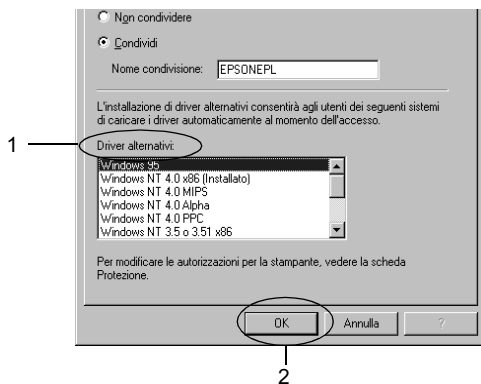 Non condividere
Condividi
Nome condivisione: EPSONEPL
L'installazione di driver alternativi consentirà agli utenti dei seguenti sistemi
di caricare i driver automaticamente al momento dell'accesso.
1
Driver alternativi:
Windows 95
Windows NT 4.0 x86 (Installato)
Windows NT 4.0 MIPS
Windows NT 4.0 Alpha
Windows NT 4.0 PPC
Windows NT 3.5 o 3.51 x86
Per modificare le autorizzazioni per la stampante, vedere la scheda
Protezione.
OK Annulla ?
2